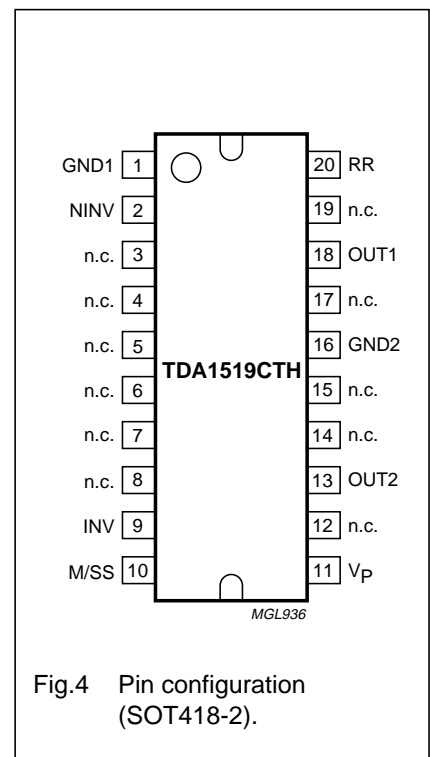 GND1 1 20 RR
NINV 2 19 n.c.
n.c. 3 18 OUT1
n.c. 4 17 n.c.
n.c. 5 16 GND2
TDA1519CTH
n.c. 6 15 n.c.
n.c. 7 14 n.c.
n.c. 8 13 OUT2
INV 9 12 n.c.
M/SS 10 11 VP
MGL936
Fig.4 Pin configuration
(SOT418-2).